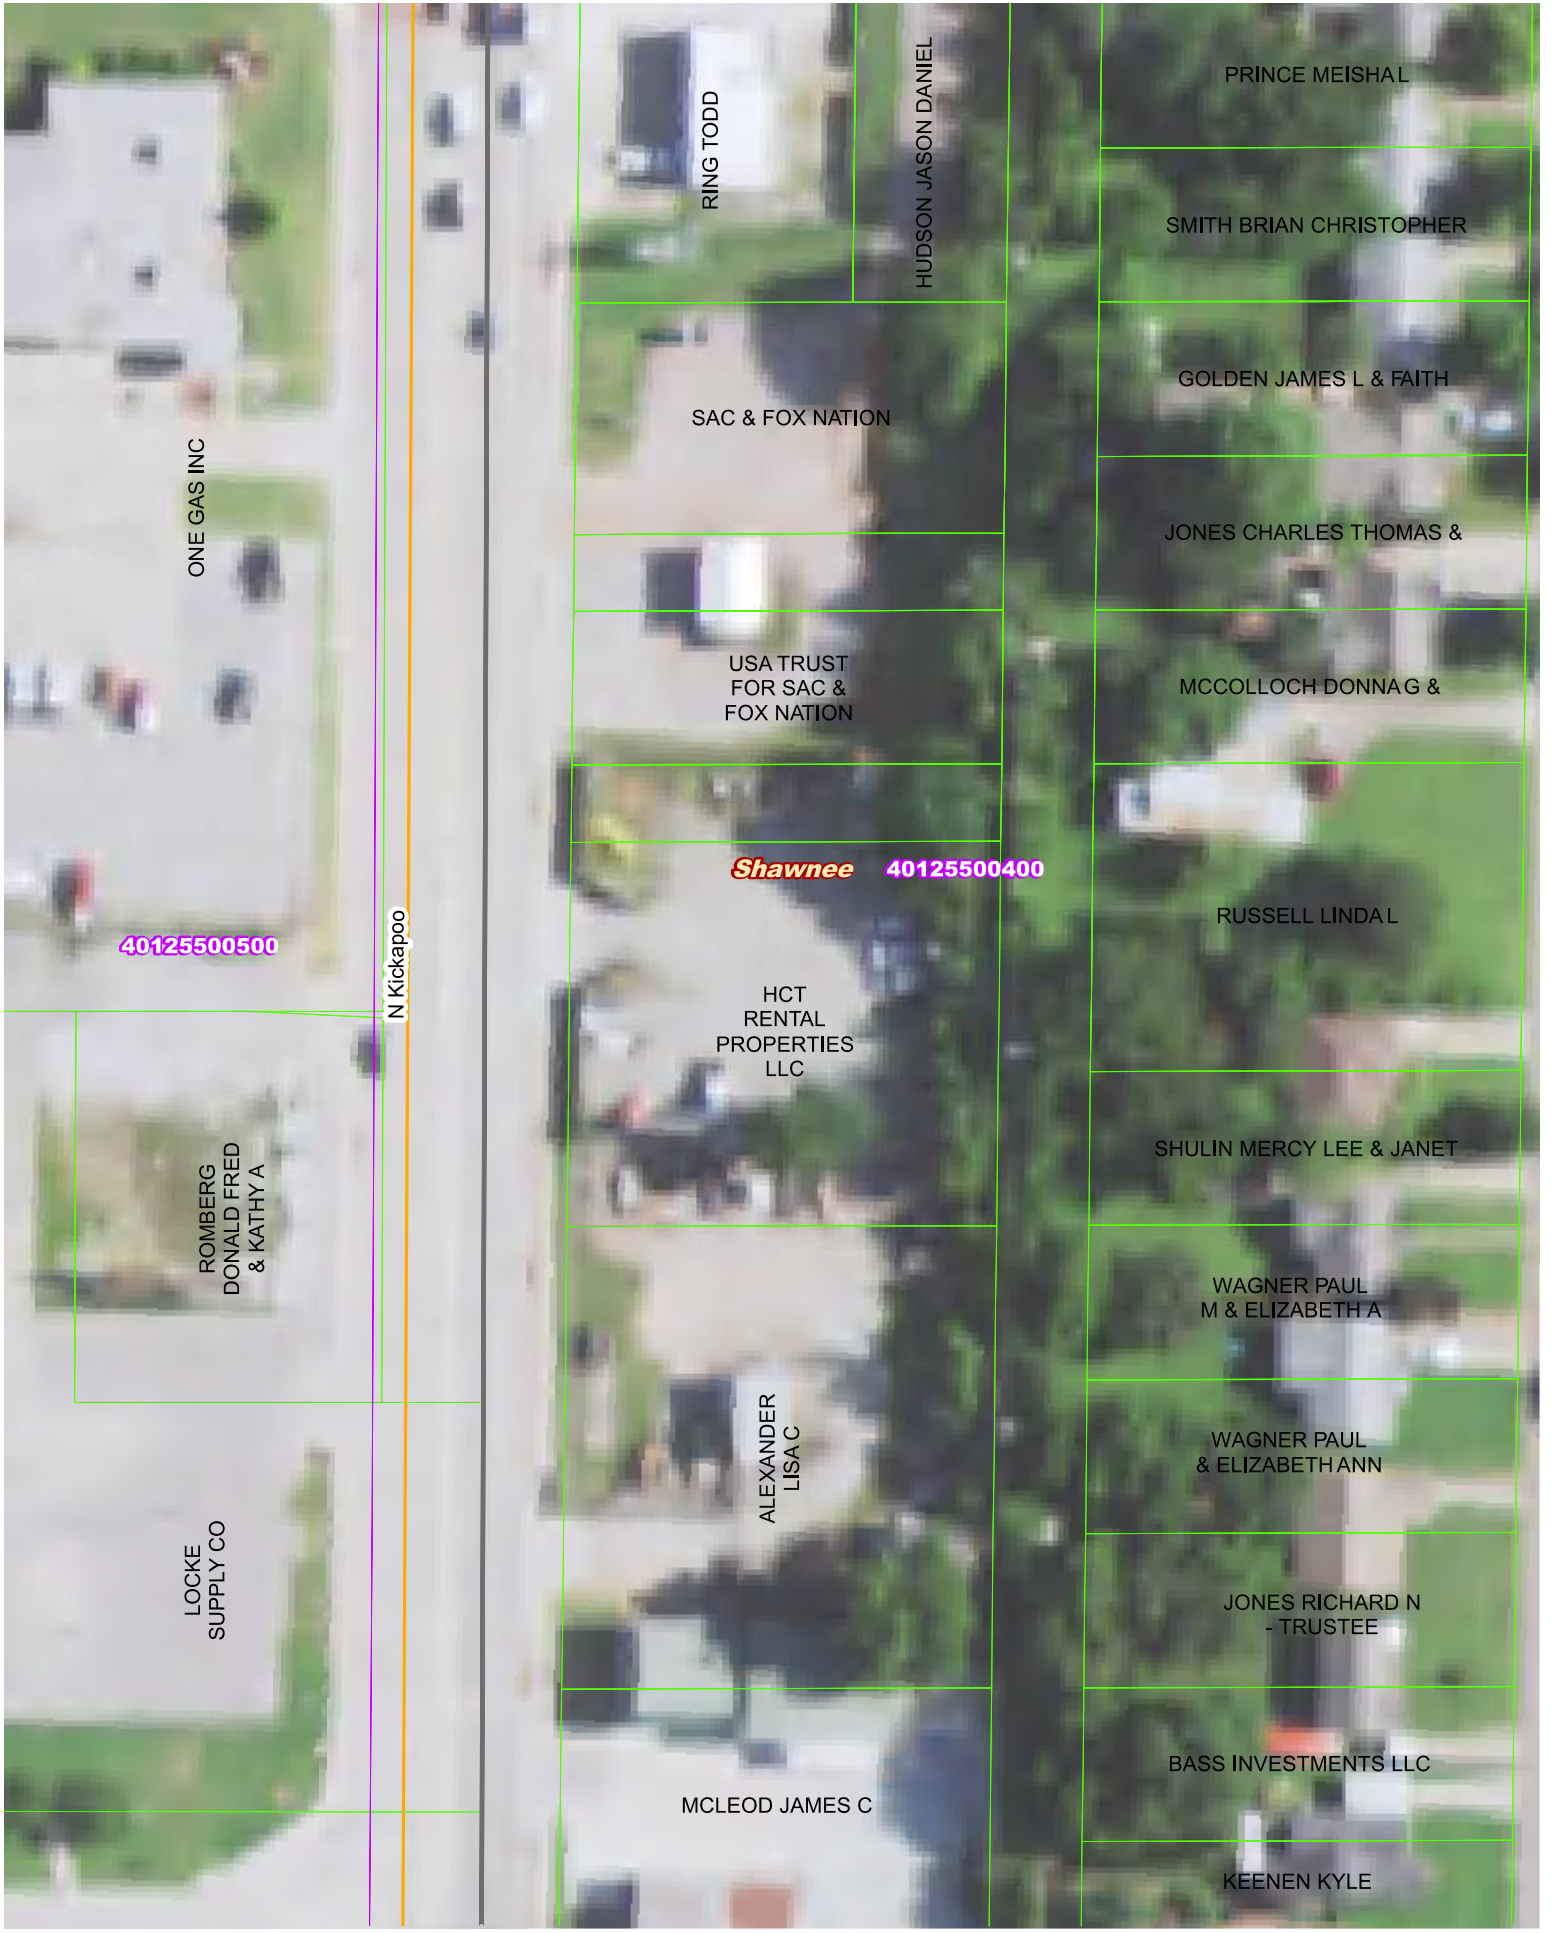 PRINCE MEISHA L
RING TODD
HUDSON JASON DANIEL
SMITH BRIAN CHRISTOPHER
GOLDEN JAMES L & FAITH
SAC & FOX NATION
ONE GAS INC
JONES CHARLES THOMAS &
USA TRUST
FOR SAC &
FOX NATION
MCCOLLOCH DONNA G &
Shawnee
40125500400
RUSSELL LINDA L
40125500500
N Kickapoo
HCT
RENTAL
PROPERTIES
LLC
SHULIN MERCY LEE & JANET
ROMBERG
DONALD FRED
& KATHY A
WAGNER PAUL
M & ELIZABETH A
ALEXANDER
LISA C
WAGNER PAUL
& ELIZABETH ANN
LOCKE
SUPPLY CO
JONES RICHARD N
- TRUSTEE
BASS INVESTMENTS LLC
MCLEOD JAMES C
KEENEN KYLE